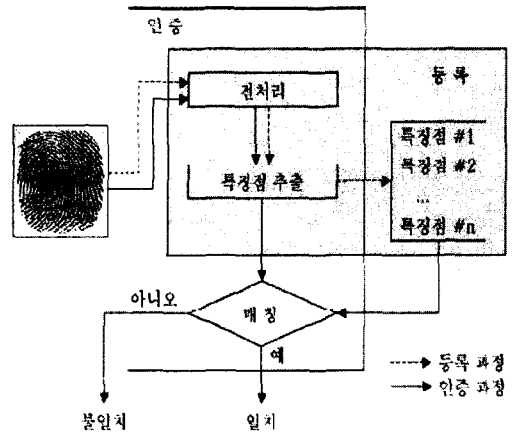 인증
등록
전처리
특징점 추출
특징점 #1
특징점 #2
...
특징점 #n
매칭
아니오
예
불일치
일치
등록 과정
인증 과정